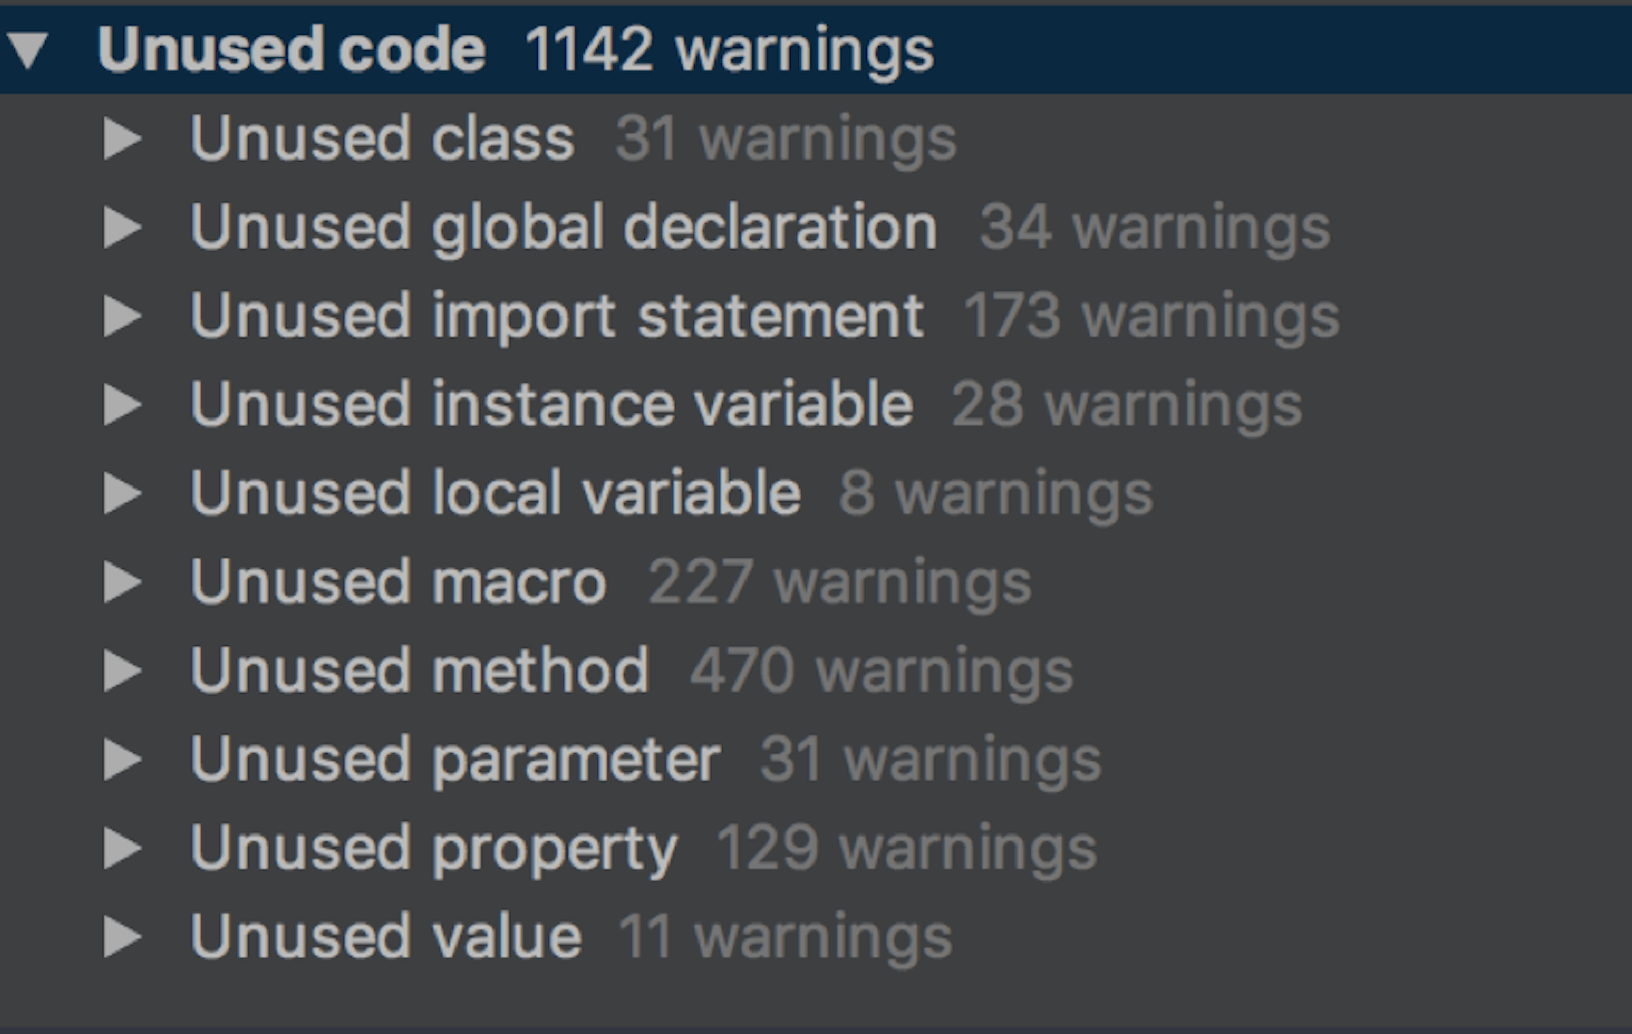 Unused code 1142 warnings
Unused class 31 warnings
Unused global declaration 34 warnings
Unused import statement 173 warnings
Unused instance variable 28 warnings
Unused local variable 8 warnings
Unused macro 227 warnings
Unused method 470 warnings
Unused parameter 31 warnings
Unused property 129 warnings
Unused value 11 warnings